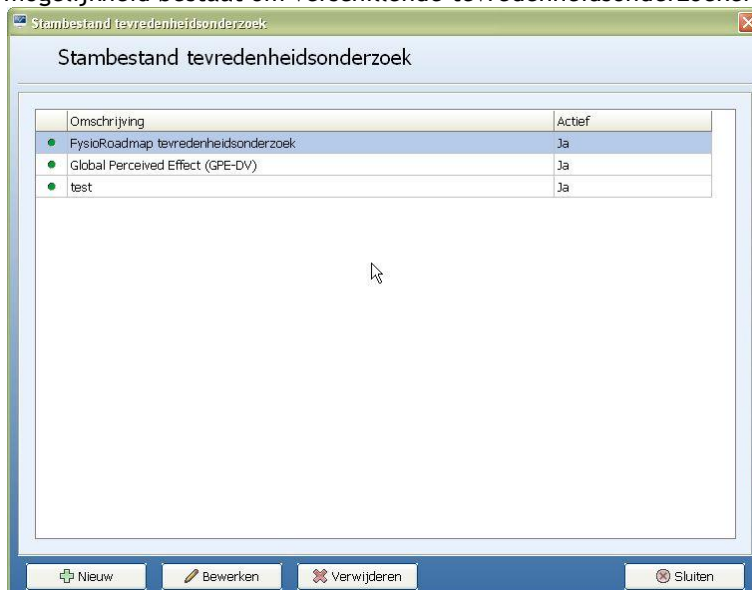 mogelijkheid bestaat om verschillende tevredenheidsonderzoeken
Stambestand tevredenheidsonderzoek
Stambestand tevredenheidsonderzoek
Omschrijving Actief
FysioRoadmap tevredenheidsonderzoek Ja
Global Perceived Effect (GPE-DV) Ja
test Ja
Nieuw Bewerken Verwijderen Sluiten